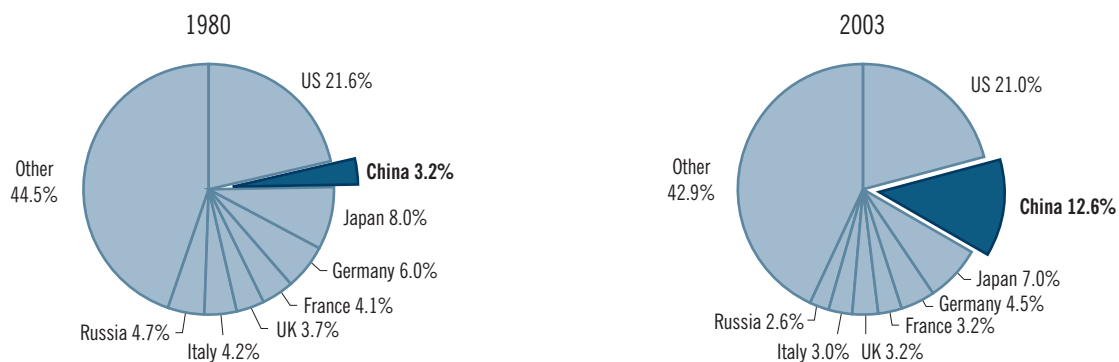 1980
US 21.6%
China 3.2%
Japan 8.0%
Germany 6.0%
France 4.1%
UK 3.7%
Italy 4.2%
Russia 4.7%
Other
44.5%
2003
US 21.0%
China 12.6%
Japan 7.0%
Germany 4.5%
France 3.2%
UK 3.2%
Italy 3.0%
Russia 2.6%
Other
42.9%